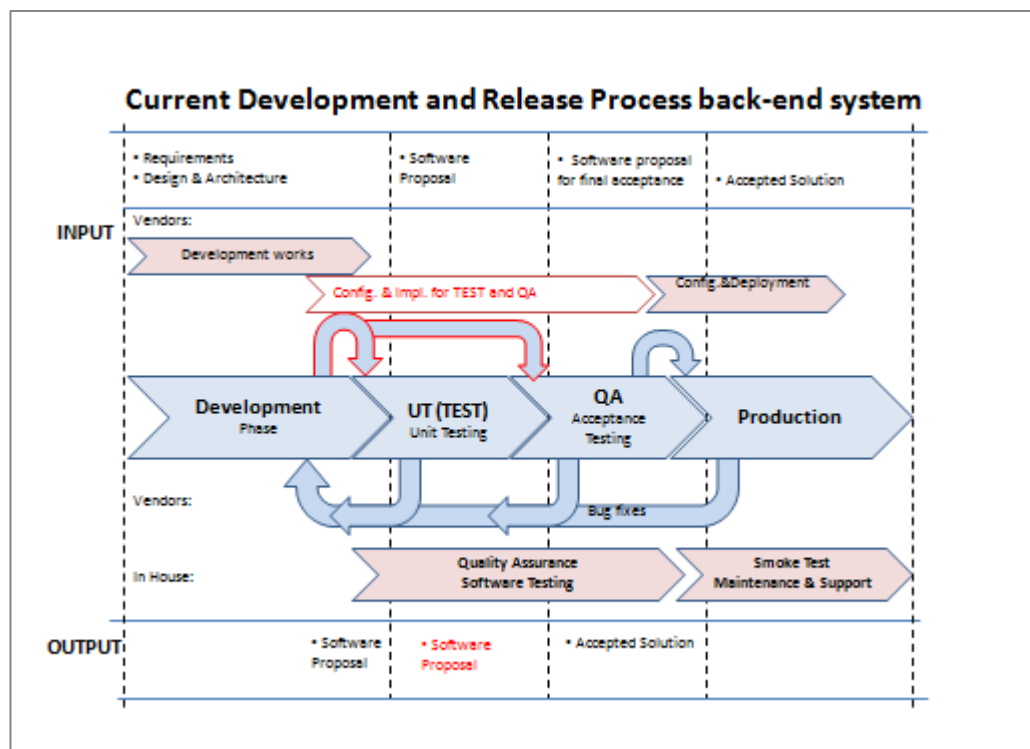 Current Development and Release Process back-end system
• Requirements
• Design & Architecture
• Software
Proposal
• Software proposal
for final acceptance
• Accepted Solution
INPUT
Vendors:
Development works
Config. & Impl. for TEST and QA
Config.&Deployment
Development
Phase
UT (TEST)
Unit Testing
QA
Acceptance
Testing
Production
Vendors:
Bug fixes
In House:
Quality Assurance
Software Testing
Smoke Test
Maintenance & Support
OUTPUT
• Software
Proposal
• Software
Proposal
• Accepted Solution